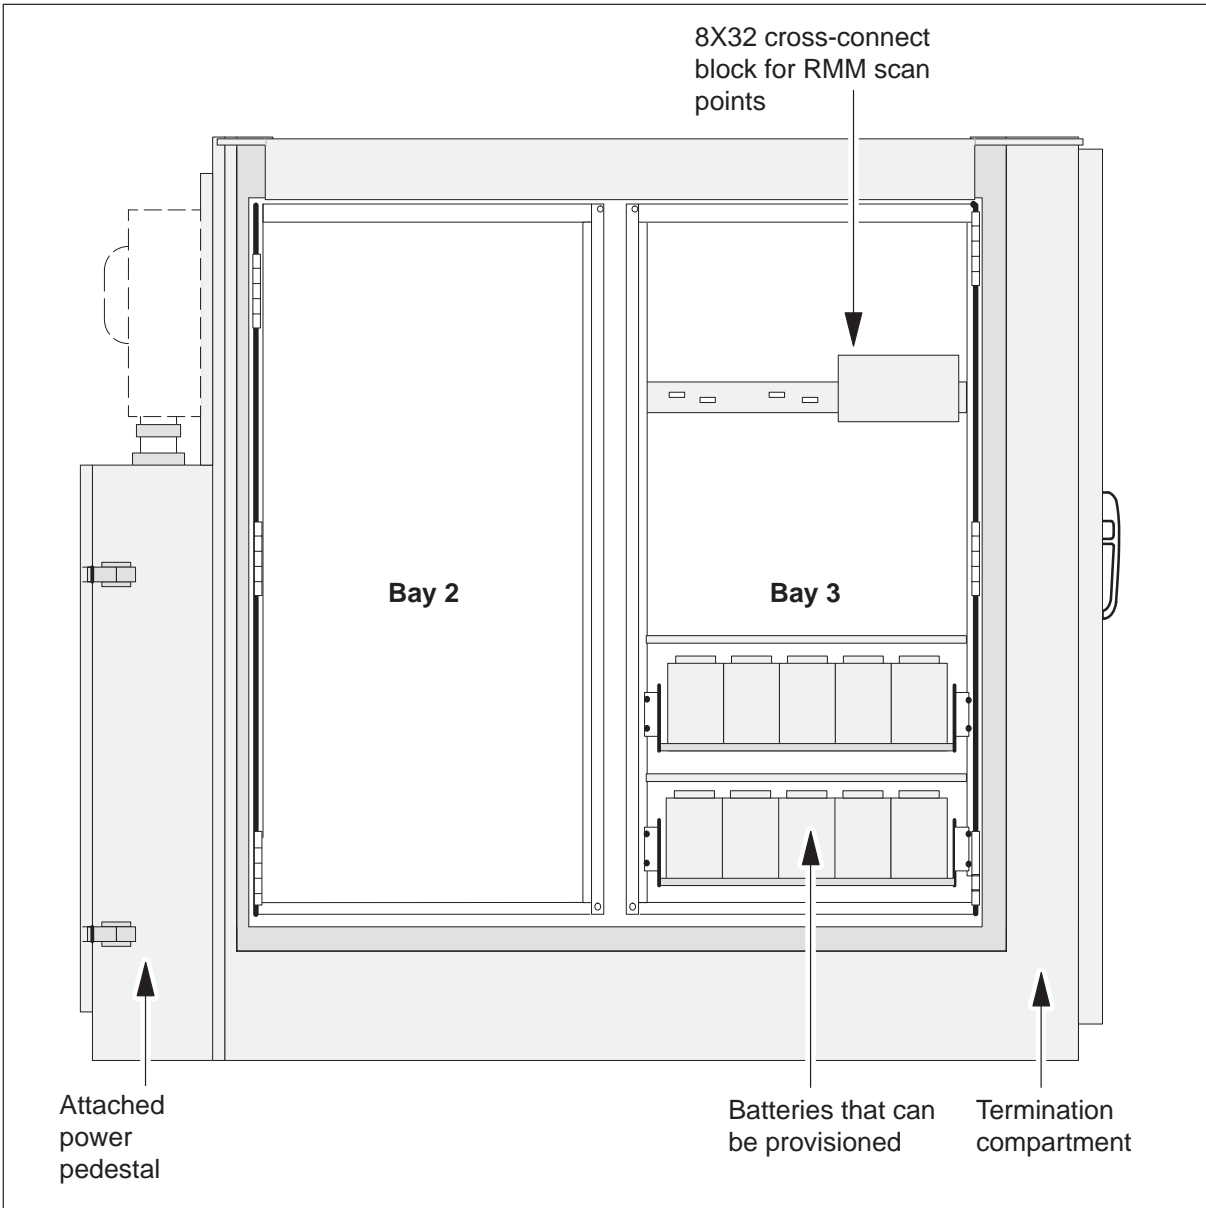 8X32 cross-connect
block for RMM scan
points
Bay 2
Bay 3
Attached
power
pedestal
Batteries that can
be provisioned
Termination
compartment